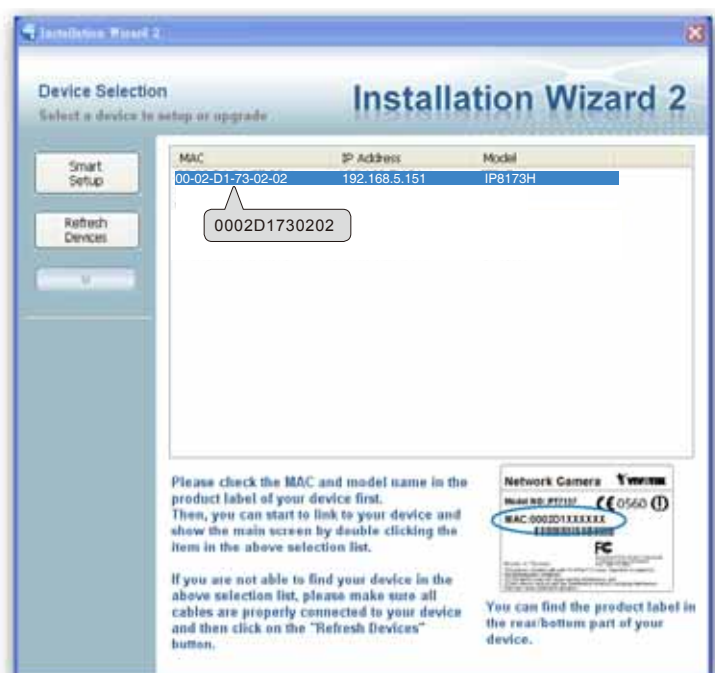 Installation Wizard 2
Device Selection
Select a device to setup or upgrade
Installation Wizard 2
Smart
Setup
Refresh
Devices
MAC IP Address Model
00-02-D1-73-02-02 192.168.5.151 IP8173H
0002D1730202
Please check the MAC and model name in the
product label of your device first.
Then, you can start to link to your device and
show the main screen by double clicking the
item in the above selection list.
If you are not able to find your device in the
above selection list, please make sure all
cables are properly connected to your device
and then click on the "Refresh Devices"
button.
Network Camera
Model NO:
CE 0560
MAC:0002D1XXXXXX
FC
You can find the product label in
the rear/bottom part of your
device.